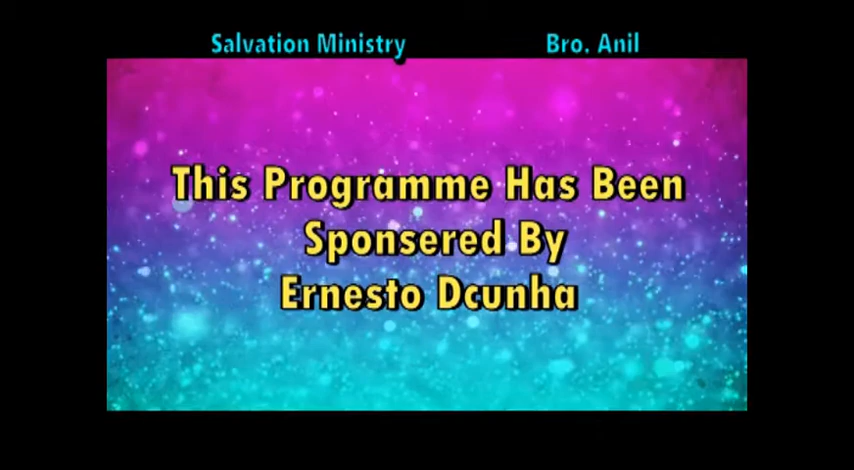 Salvation Ministry Bro. Anil
This Programme Has Been
Sponsered By
Ernesto Dcunha